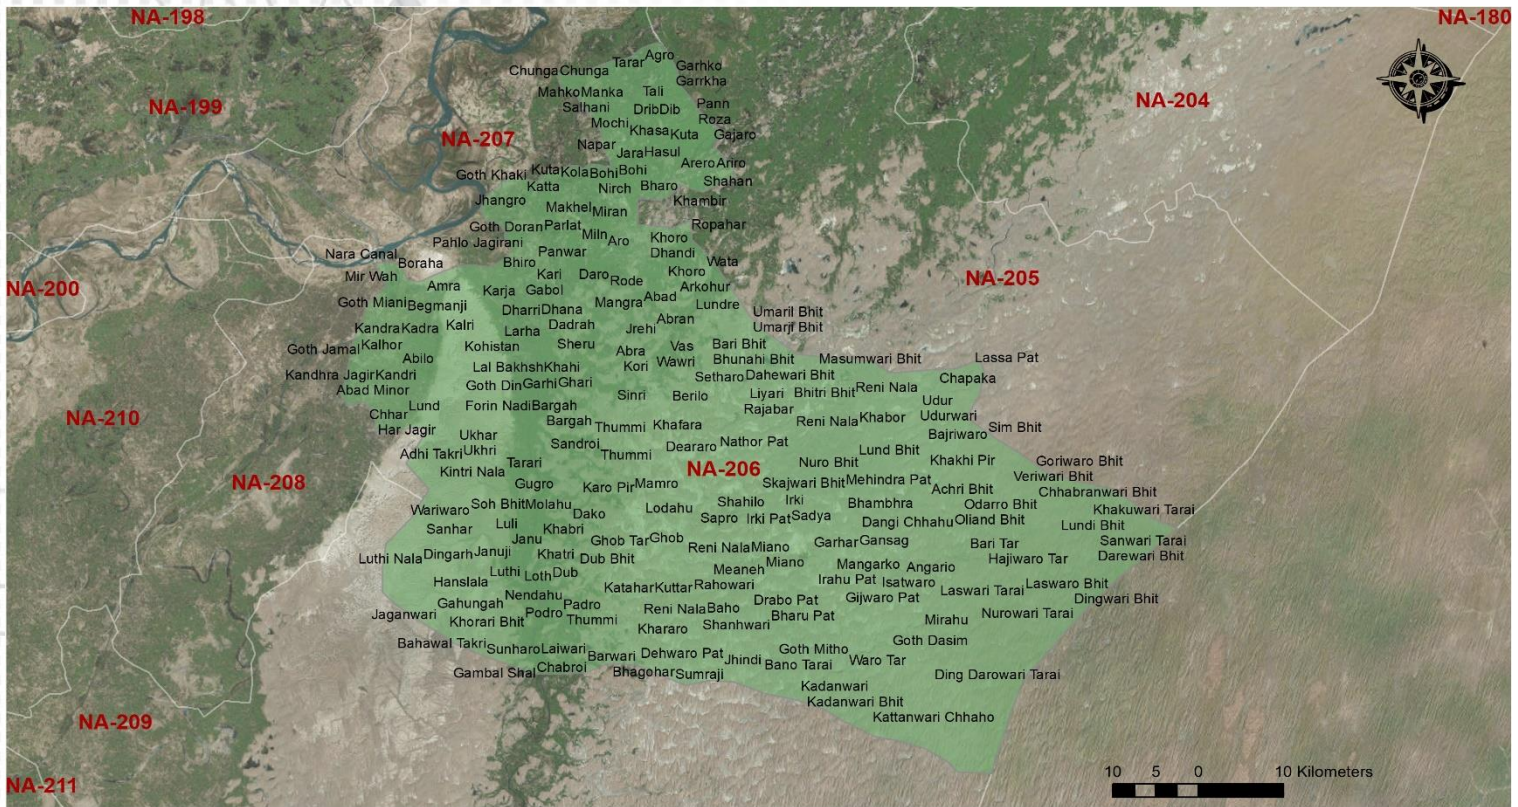 NA-198
NA-180
Agro
Tarar
Garhko
Chunga Chunga
Garrkha
Mahko Manka
Tali
NA-204
NA-199
Salhani
Drib Dib
Pann
Mochi
Roza
NA-207
Khasa
Kuta
Gajaro
Napar
Jara Hasul
Arero Ariro
Goth Khaki
Kuta Kola Bohi Bohi
Katta
Nirch
Bharo
Shahan
Jhangro
Makhel
Miran
Khambir
Goth Doran
Parlat
Ropahar
Pahlo Jagirani
Miln
Aro
Khoro
Nara Canal
Panwar
Dhandi
Boraha
Bhiro
Wata
Mir Wah
Kari
Daro
Rode
Khoro
NA-205
NA-200
Amra
Karja
Gabol
Arkohur
Goth Miani
Begmanji
Dharri Dhana
Mangra
Abad
Lundre
Umaril Bhit
Kandra Kadra
Kalri
Larha
Dadrah
Jrehi
Abran
Umarji Bhit
Goth Jamal
Kalhor
Kohistan
Sheru
Abra
Vas
Bari Bhit
Abilo
Kori
Wawri
Bhunahi Bhit
Masumwari Bhit
Lassa Pat
Kandhra Jagir Kandri
Lal Bakhsh Khahi
Setharo
Dahewari Bhit
Chapaka
Abad Minor
Goth Din Garhi Ghari
Sinri
Berilo
Liyari
Bhitri Bhit
Reni Nala
Udur
NA-210
Chhar
Lund
Forin Nadi Bargah
Rajabar
Reni Nala
Khabor
Udurwari
Har Jagir
Ukhar
Bargah
Thummi
Khafara
Bajriwaro
Sim Bhit
Adhi Takri
Ukhri
Sandroi
Thummi
Deararo
Nathor Pat
Lund Bhit
Kintri Nala
Tarari
NA-206
Nuro Bhit
Khakhi Pir
Goriwaro Bhit
NA-208
Gugro
Karo Pir
Mamro
Skajwari Bhit
Mehindra Pat
Achri Bhit
Veriwari Bhit
Wariwaro
Soh Bhit
Molahu
Dako
Lodahu
Shahilo
Irki
Bhambhra
Odarro Bhit
Chhabranwari Bhit
Sanhar
Luli
Khabri
Sapro
Irki Pat
Sadya
Dangi Chhahu
Oliand Bhit
Khakuwari Tarai
Janu
Ghob Tar
Ghob
Lundi Bhit
Luthi Nala
Dingarh
Januji
Khatri
Dub Bhit
Reni Nala
Miano
Garhar
Gansag
Bari Tar
Sanwari Tarai
Luthi
Loth
Dub
Meaneh
Miano
Mangarko
Angario
Hajiwaro Tar
Darewari Bhit
Hanslala
Nendahu
Katahar
Kuttar
Rahowari
Irahu Pat
Isatwaro
Laswari Tarai
Laswaro Bhit
Gahungah
Podro
Padro
Drabo Pat
Gijwaro Pat
Dingwari Bhit
Jaganwari
Khorari Bhit
Thummi
Reni Nala
Baho
Bharu Pat
Mirahu
Nurowari Tarai
Khararo
Shanhwari
Bahawal Takri
Sunharo
Laiwari
Barwari
Dehwaro Pat
Goth Mitho
Goth Dasim
Gambal Shal
Chabroi
Bhagohar
Sumraji
Jhindi
Bano Tarai
Waro Tar
Ding Darowari Tarai
Kadanwari
Kadanwari Bhit
NA-209
Kattanwari Chhaho
NA-211
10 5 0 10 Kilometers